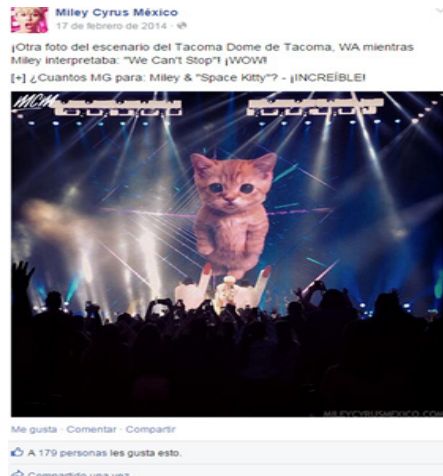 Miley Cyrus México
17 de febrero de 2014 ·
¡Otra foto del escenario del Tacoma Dome de Tacoma, WA mientras
Miley interpretaba: "We Can't Stop"! ¡WOW!
[+] ¿Cuantos MG para: Miley & "Space Kitty"? - ¡INCREÍBLE!
MCM
MILEYCYRUSMEXICO.COM
Me gusta · Comentar · Compartir
A 179 personas les gusta esto.
Compartido una vez